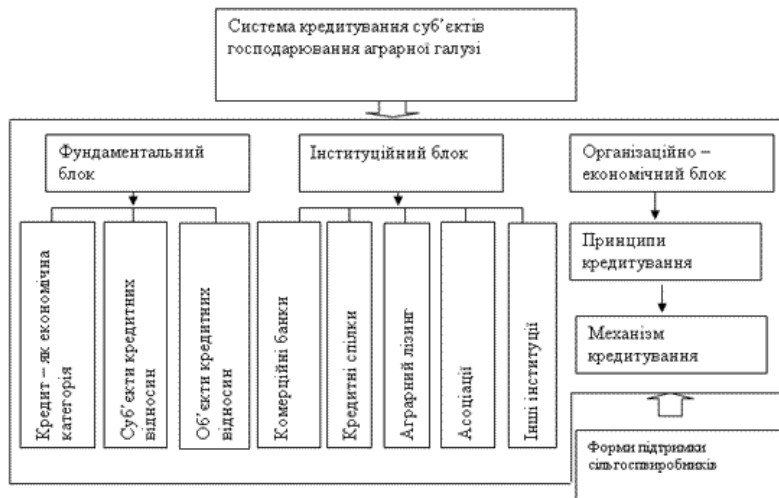 Система кредитування суб’єктів
господарювання аграрної галузі
Фундаментальний
блок
Інституційний блок
Організаційно –
економічний блок
Кредит – як економічна
категорія
Суб’єкти кредитних
відносин
Об’єкти кредитних
відносин
Комерційні банки
Кредитні спілки
Аграрний лізинг
Асоціації
Інші інституції
Принципи
кредитування
Механізм
кредитування
Форми підтримки
сільгоспвиробників